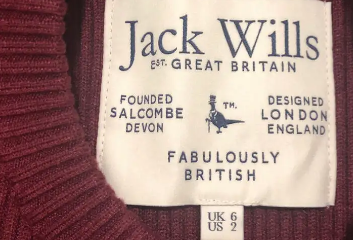 Jack Wills
EST. GREAT BRITAIN
FOUNDED
SALCOMBE
DEVON
TM.
DESIGNED
LONDON
ENGLAND
FABULOUSLY
BRITISH
UK 6
US 2